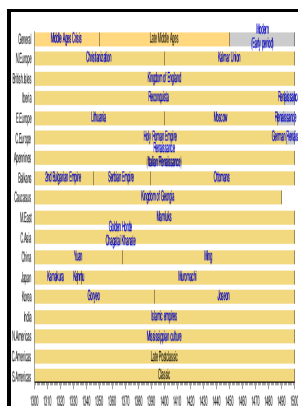 General Middle Ages Crisis Late Middle Ages Modern
(Early period)
N.Europe Christianization Kalmar Union
British Isles Kingdom of England
Iberia Reconquista
E.Europe Lithuania Moscow Renaissance
C.Europe Holy Roman Empire
Apennines Renaissance
(Italian Renaissance)
Balkans 2nd Bulgarian Empire Serbian Empire Ottomans
Caucasus Kingdom of Georgia
M.East Mamluks
C.Asia Golden Horde
Chagatai Khanate
China Yuan Ming
Japan Kamakura Muromachi
Korea Goryeo Joseon
India Islamic empires
N.Americas Mississippian culture
C.Americas Late Postclassic
S.Americas Classic
1300 1310 1320 1330 1340 1350 1360 1370 1380 1390 1400 1410 1420 1430 1440 1450 1460 1470 1480 1490 1500